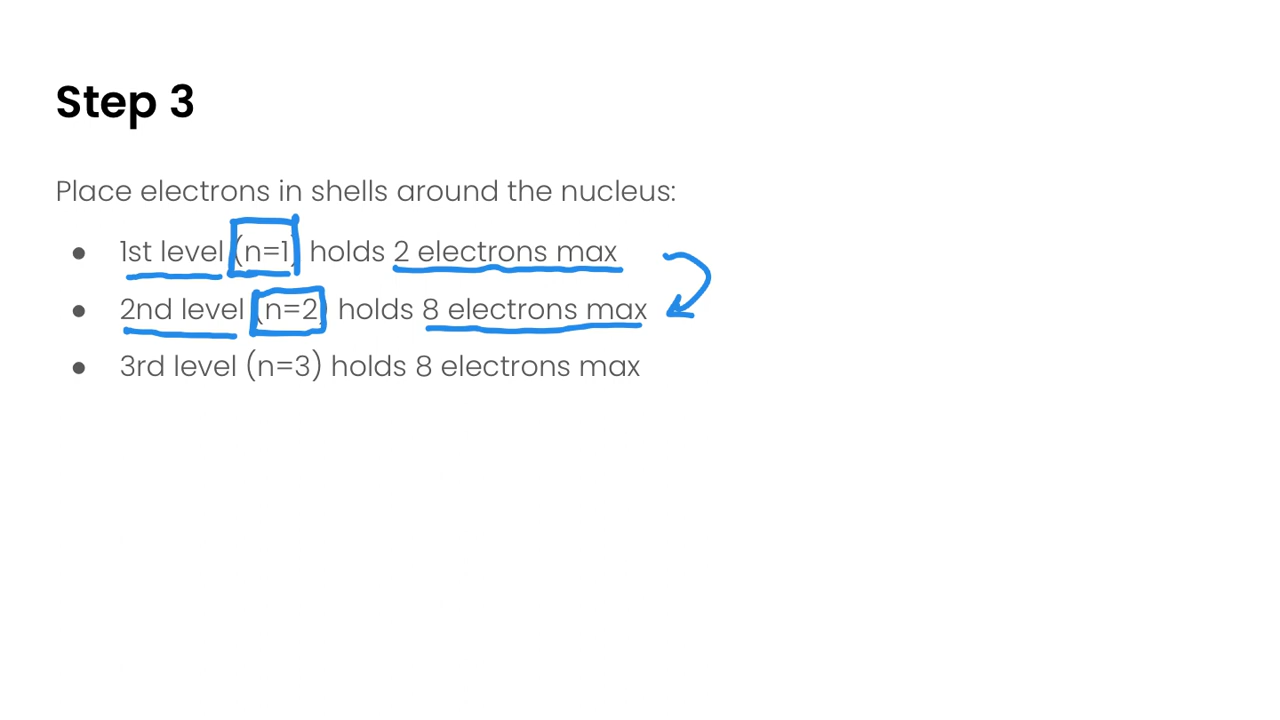 Step 3
Place electrons in shells around the nucleus:
● 1st level (n=1) holds 2 electrons max
● 2nd level (n=2) holds 8 electrons max
● 3rd level (n=3) holds 8 electrons max